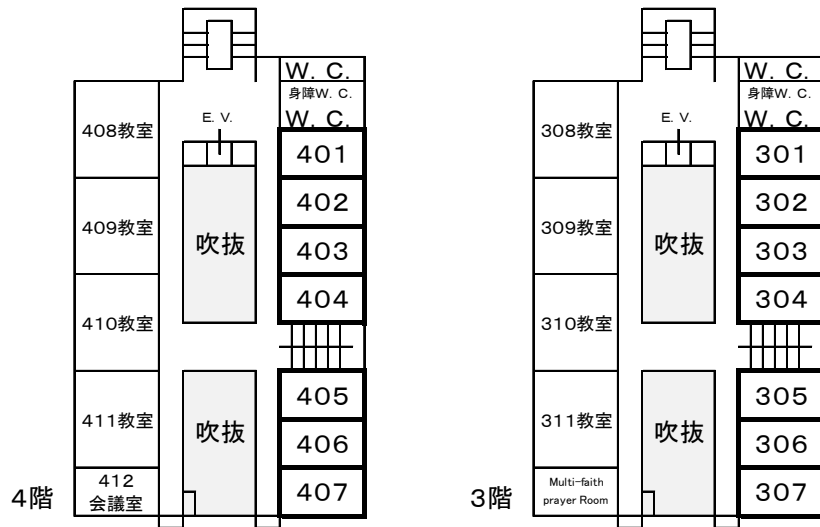 W. C.
身障W. C.
W. C.
E. V.
408教室
401
402
409教室
吹抜
403
410教室
404
405
411教室
吹抜
406
412
会議室
407
4階
W. C.
身障W. C.
W. C.
E. V.
308教室
301
302
309教室
吹抜
303
310教室
304
305
311教室
吹抜
306
Multi-faith
prayer Room
307
3階